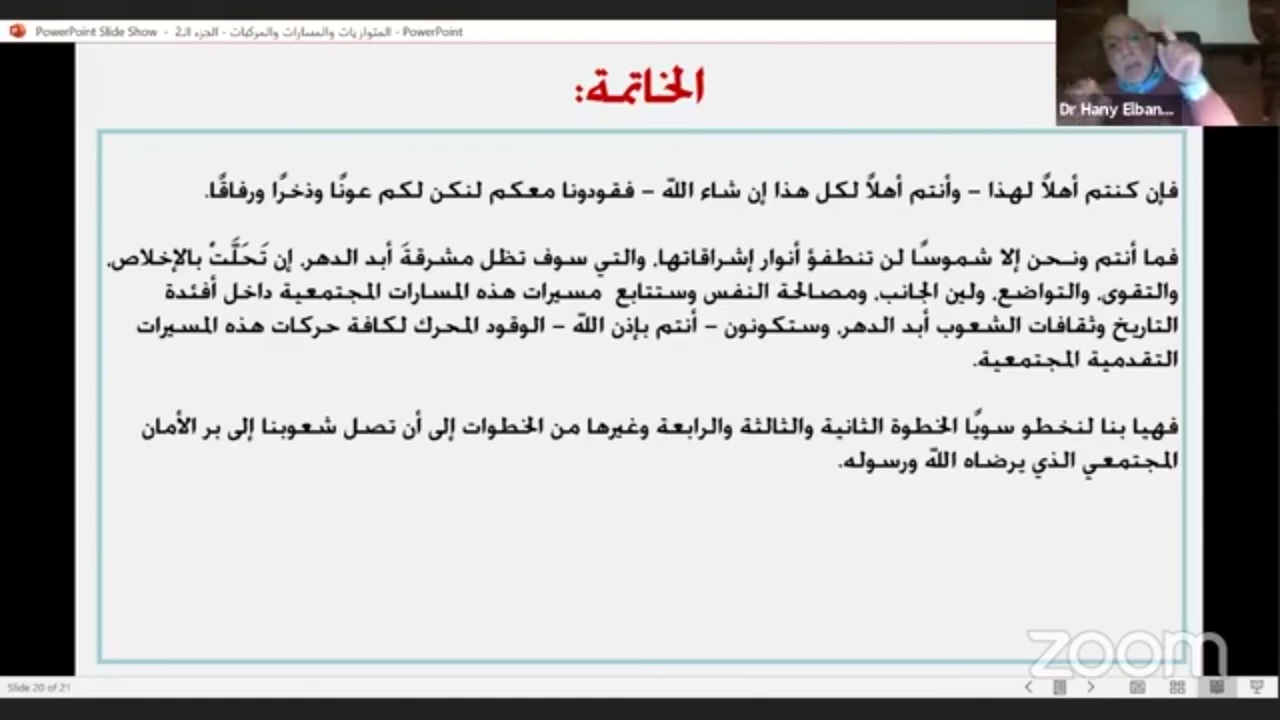 PowerPoint Slide Show - المتوازيات والمسارات والمركبات - الجزء الـ2 - PowerPoint
Dr Hany Elban...
الخاتمة:
فإن كنتم أهلاً لهذا – وأنتم أهلاً لكل هذا إن شاء الله – فقودونا معكم لنكن لكم عونًا وذخرًا ورفاقًا.
فما أنتم ونحن إلا شموسًا لن تنطفؤ أنوار إشراقاتها، والتي سوف تظل مشرقةَ أبد الدهر، إن تَحَلَّتْ بالإخلاص،
والتقوى، والتواضع، ولين الجانب، ومصالحة النفس وستتابع مسيرات هذه المسارات المجتمعية داخل أفئدة
التاريخ وثقافات الشعوب أبد الدهر، وستكونون – أنتم بإذن الله – الوقود المحرك لكافة حركات هذه المسيرات
التقدمية المجتمعية.
فهيا بنا لنخطو سويًا الخطوة الثانية والثالثة والرابعة وغيرها من الخطوات إلى أن تصل شعوبنا إلى بر الأمان
المجتمعي الذي يرضاه الله ورسوله.
zoom
Slide 20 of 21